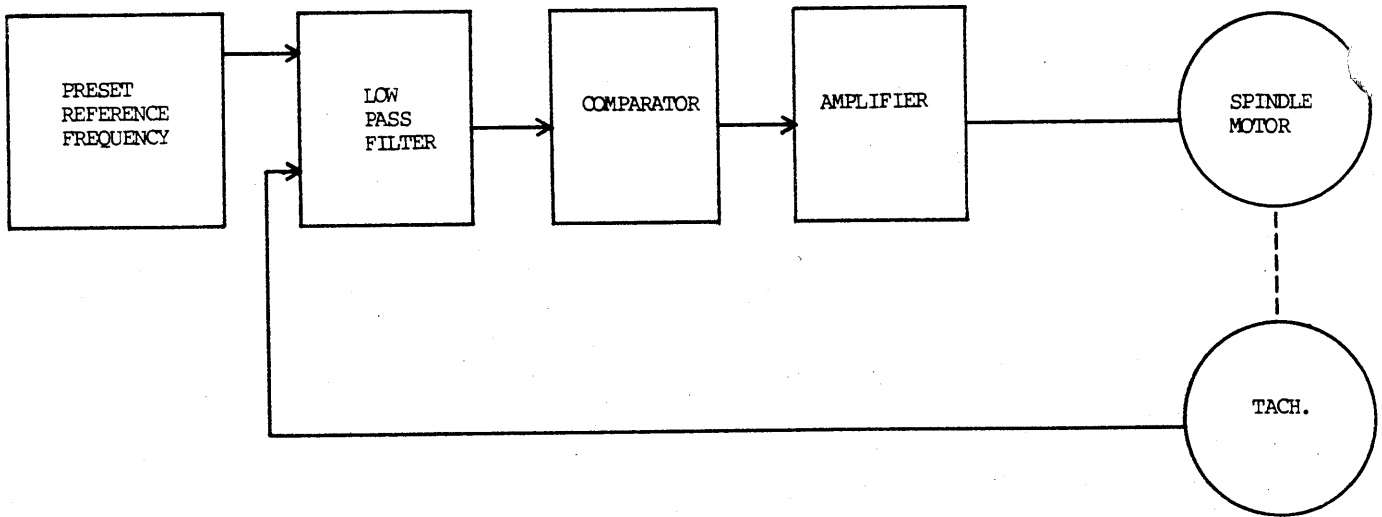 PRESET
REFERENCE
FREQUENCY
LOW
PASS
FILTER
COMPARATOR
AMPLIFIER
SPINDLE
MOTOR
TACH.